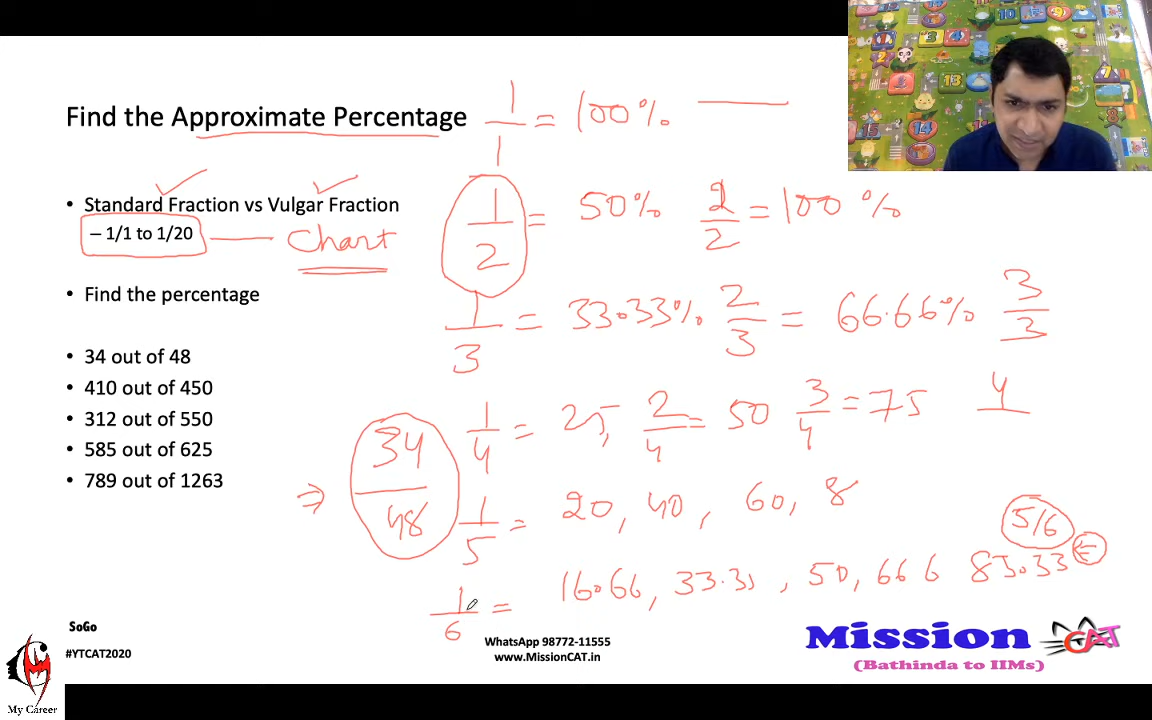 Find the Approximate Percentage
1/1 = 100%
• Standard Fraction vs Vulgar Fraction
– 1/1 to 1/20
Chart
1/2 = 50% 2/2 = 100%
• Find the percentage
1/3 = 33.33% 2/3 = 66.66% 3/3
• 34 out of 48
• 410 out of 450
• 312 out of 550
• 585 out of 625
• 789 out of 1263
1/4 = 25, 2/4 = 50 3/4 = 75 4
⇒ 34/48
1/5 = 20, 40, 60, 8
5/6
1/6 = 16.66, 33.33, 50, 666 83.33 ⇐
SoGo
#YTCAT2020
My Career
WhatsApp 98772-11555
www.MissionCAT.in
Mission CAT
(Bathinda to IIMs)